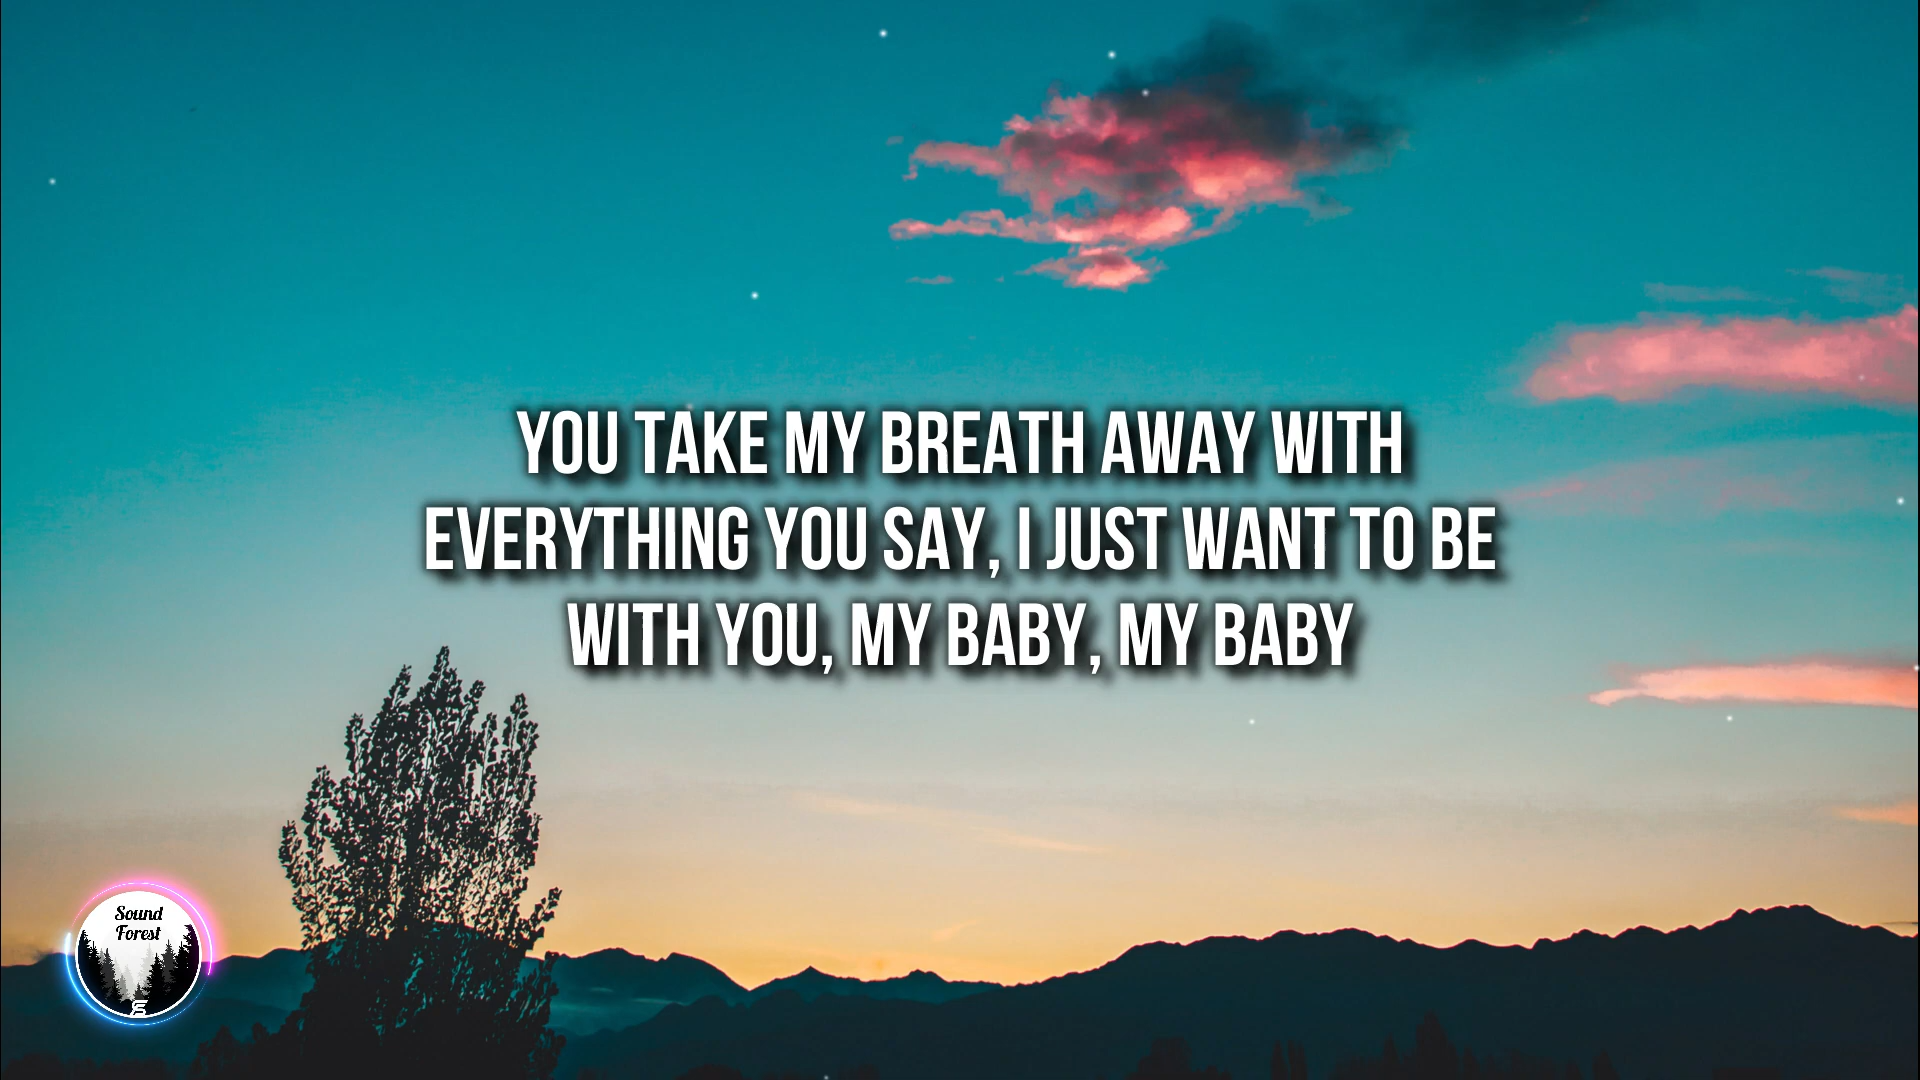 YOU TAKE MY BREATH AWAY WITH
EVERYTHING YOU SAY, I JUST WANT TO BE
WITH YOU, MY BABY, MY BABY
Sound
Forest